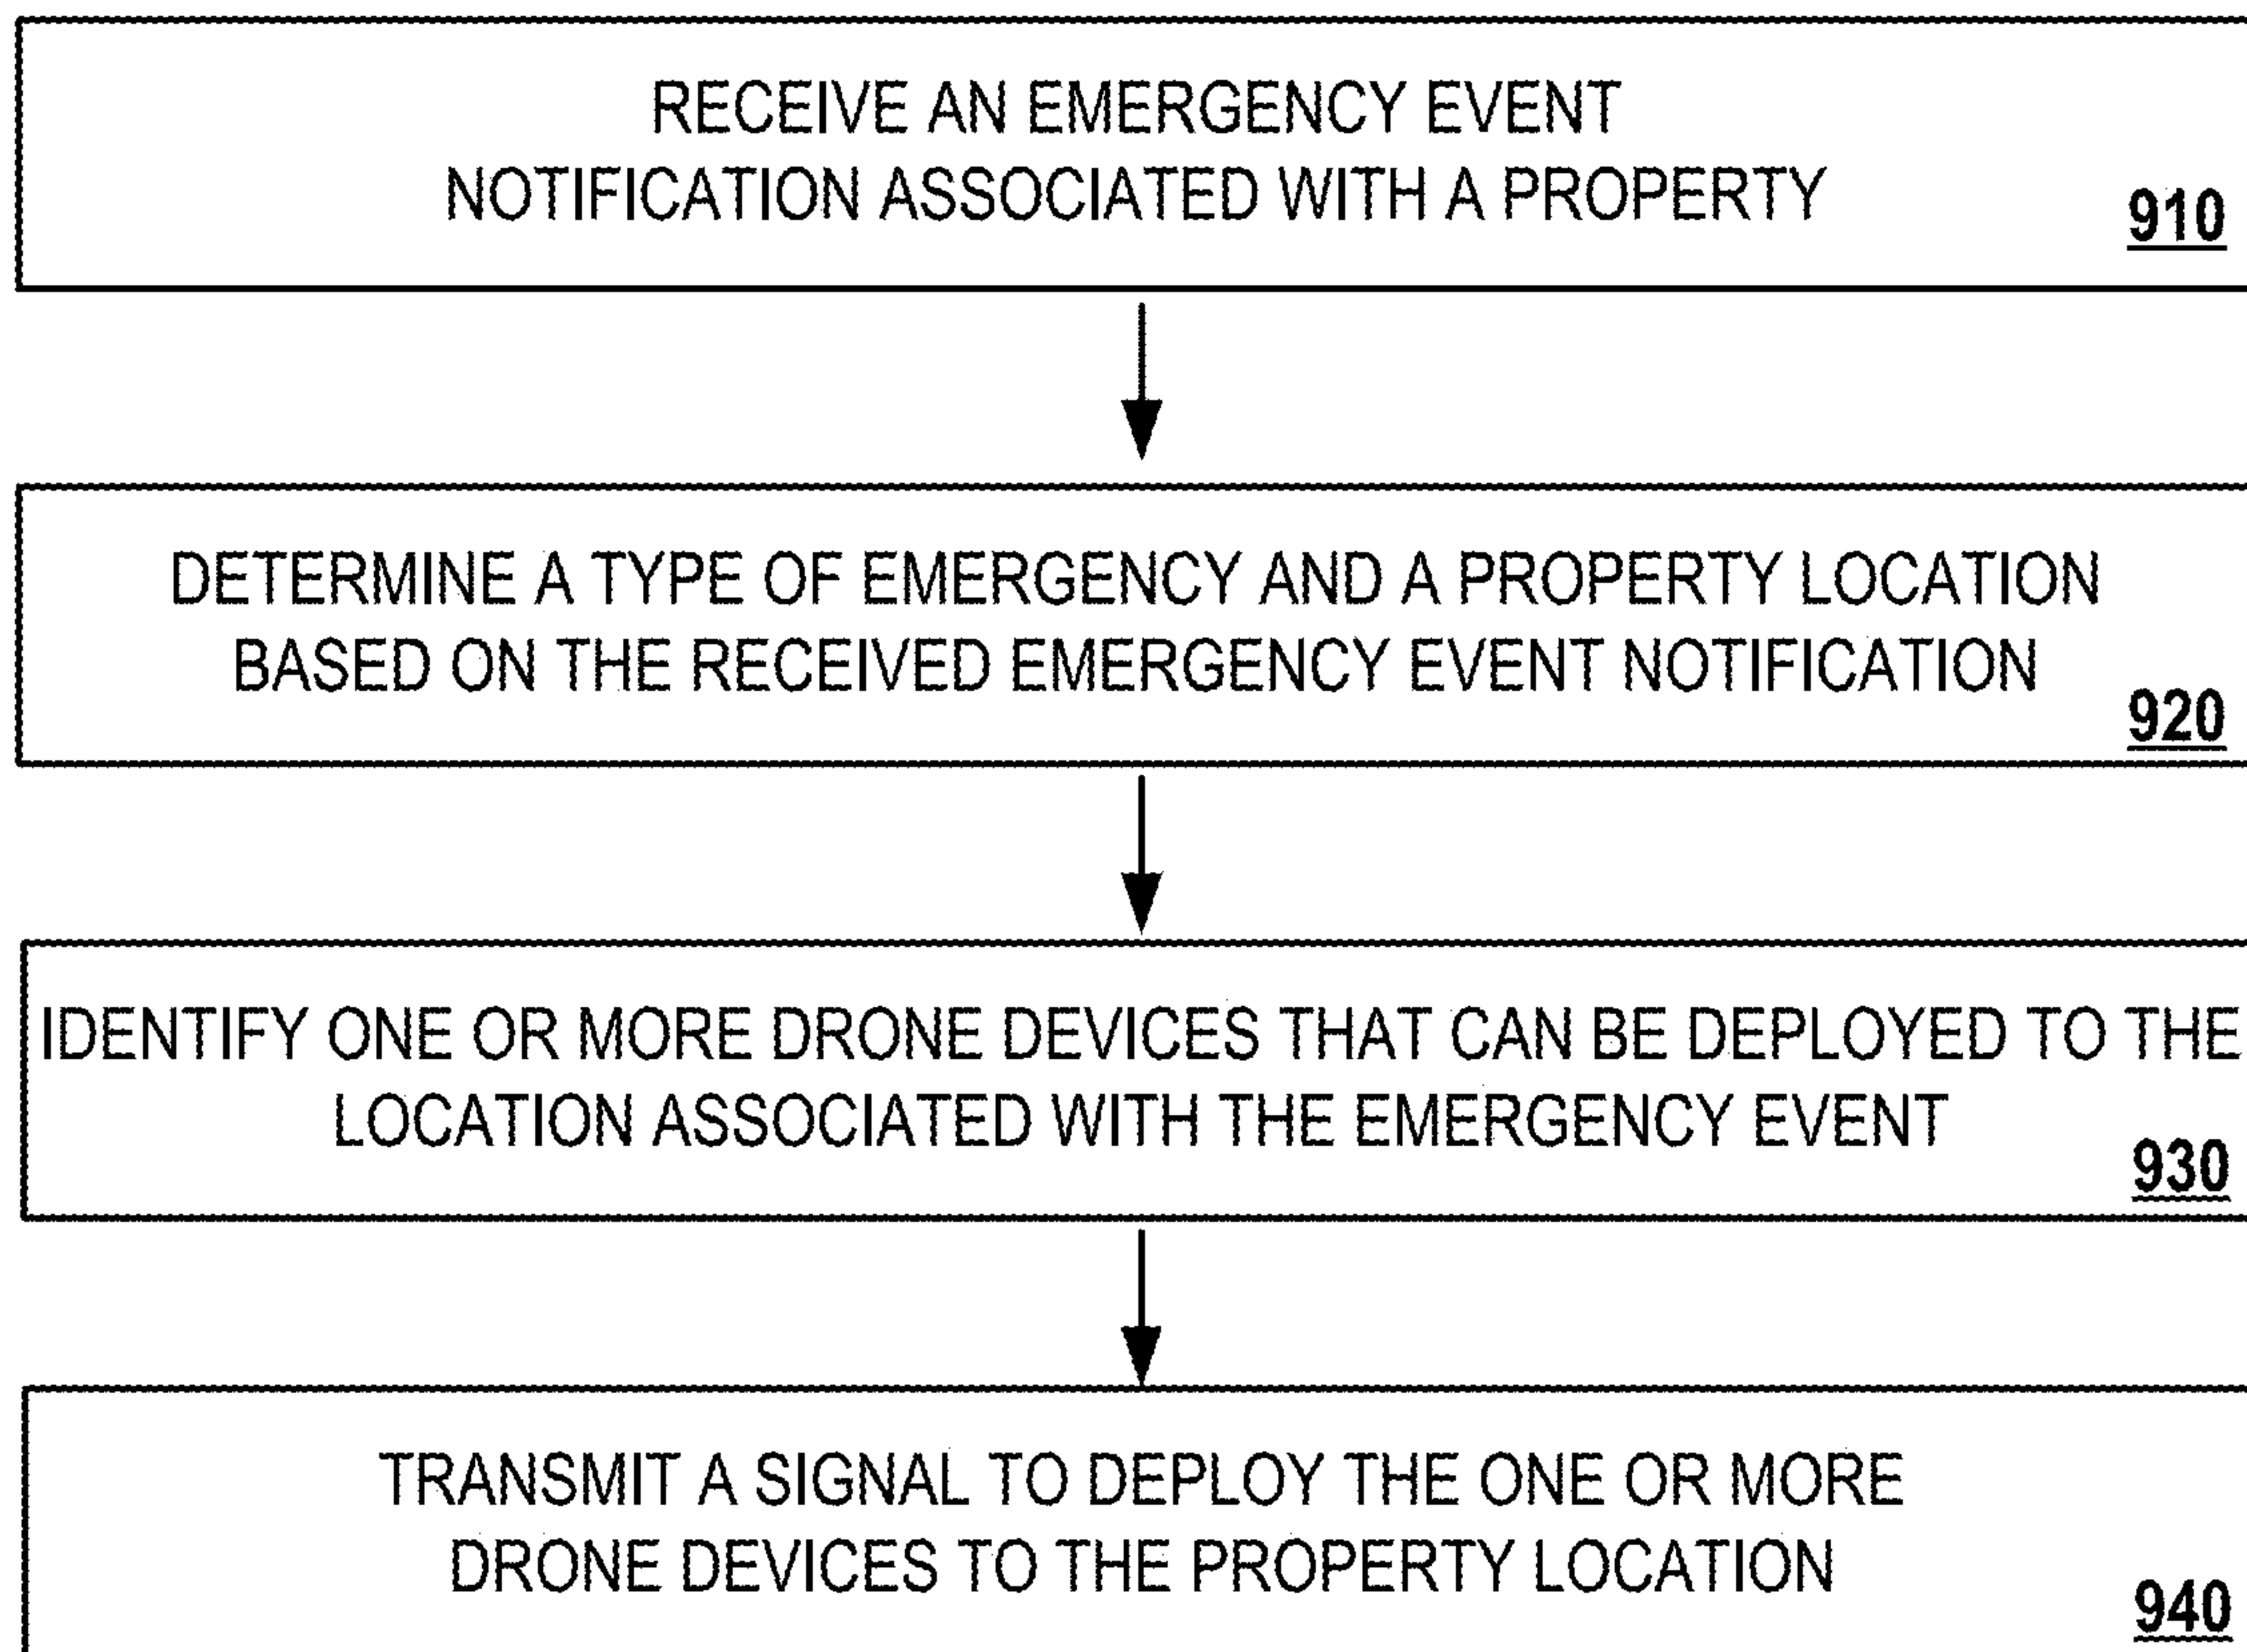 RECEIVE AN EMERGENCY EVENT
NOTIFICATION ASSOCIATED WITH A PROPERTY
910
DETERMINE A TYPE OF EMERGENCY AND A PROPERTY LOCATION
BASED ON THE RECEIVED EMERGENCY EVENT NOTIFICATION
920
IDENTIFY ONE OR MORE DRONE DEVICES THAT CAN BE DEPLOYED TO THE
LOCATION ASSOCIATED WITH THE EMERGENCY EVENT
930
TRANSMIT A SIGNAL TO DEPLOY THE ONE OR MORE
DRONE DEVICES TO THE PROPERTY LOCATION
940